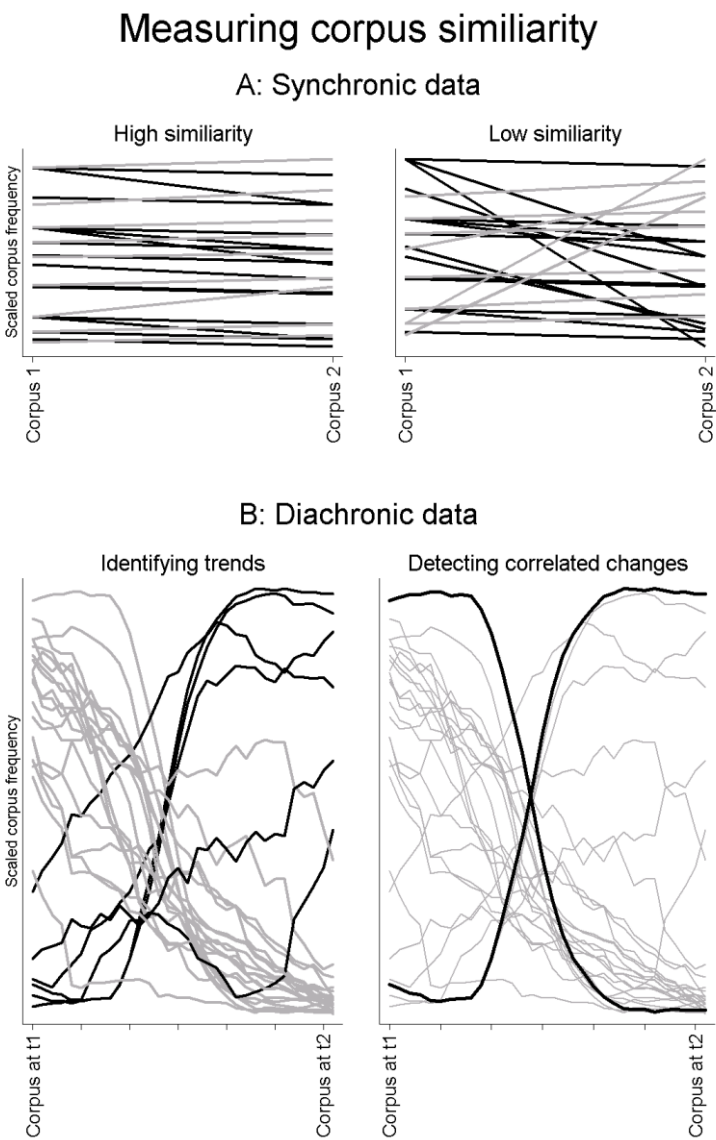 Measuring corpus similiarity
A: Synchronic data
High similiarity
Low similiarity
Scaled corpus frequency
Corpus 1
Corpus 2
Corpus 1
Corpus 2
B: Diachronic data
Identifying trends
Detecting correlated changes
Scaled corpus frequency
Corpus at t1
Corpus at t2
Corpus at t1
Corpus at t2